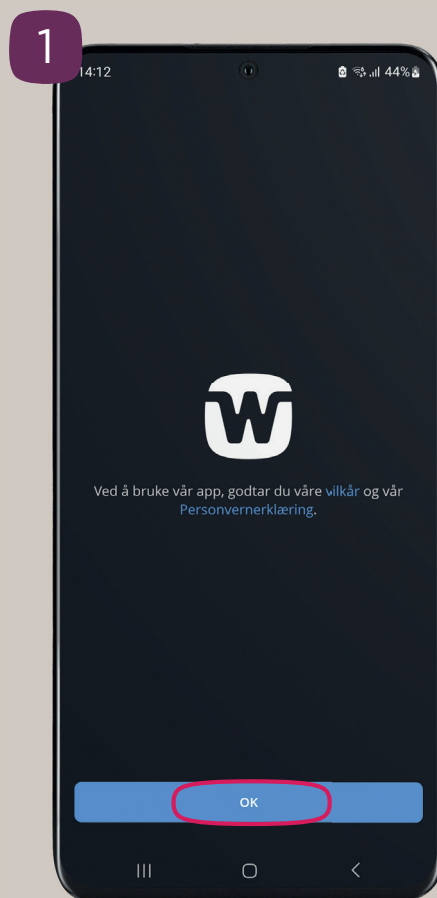 1
14:12
44%
W
Ved å bruke vår app, godtar du våre vilkår og vår
Personvernerklæring.
OK